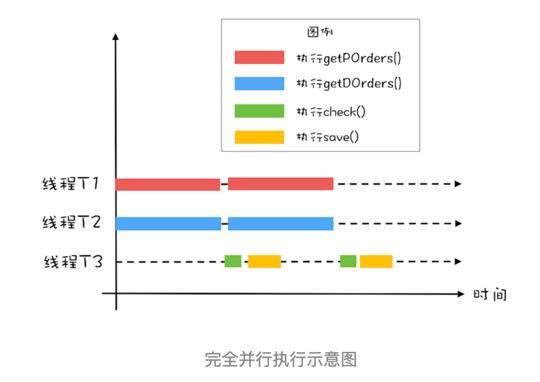 图例
执行getPOrders()
执行getDOrders()
执行check()
执行save()
线程T1
线程T2
线程T3
时间
完全并行执行示意图